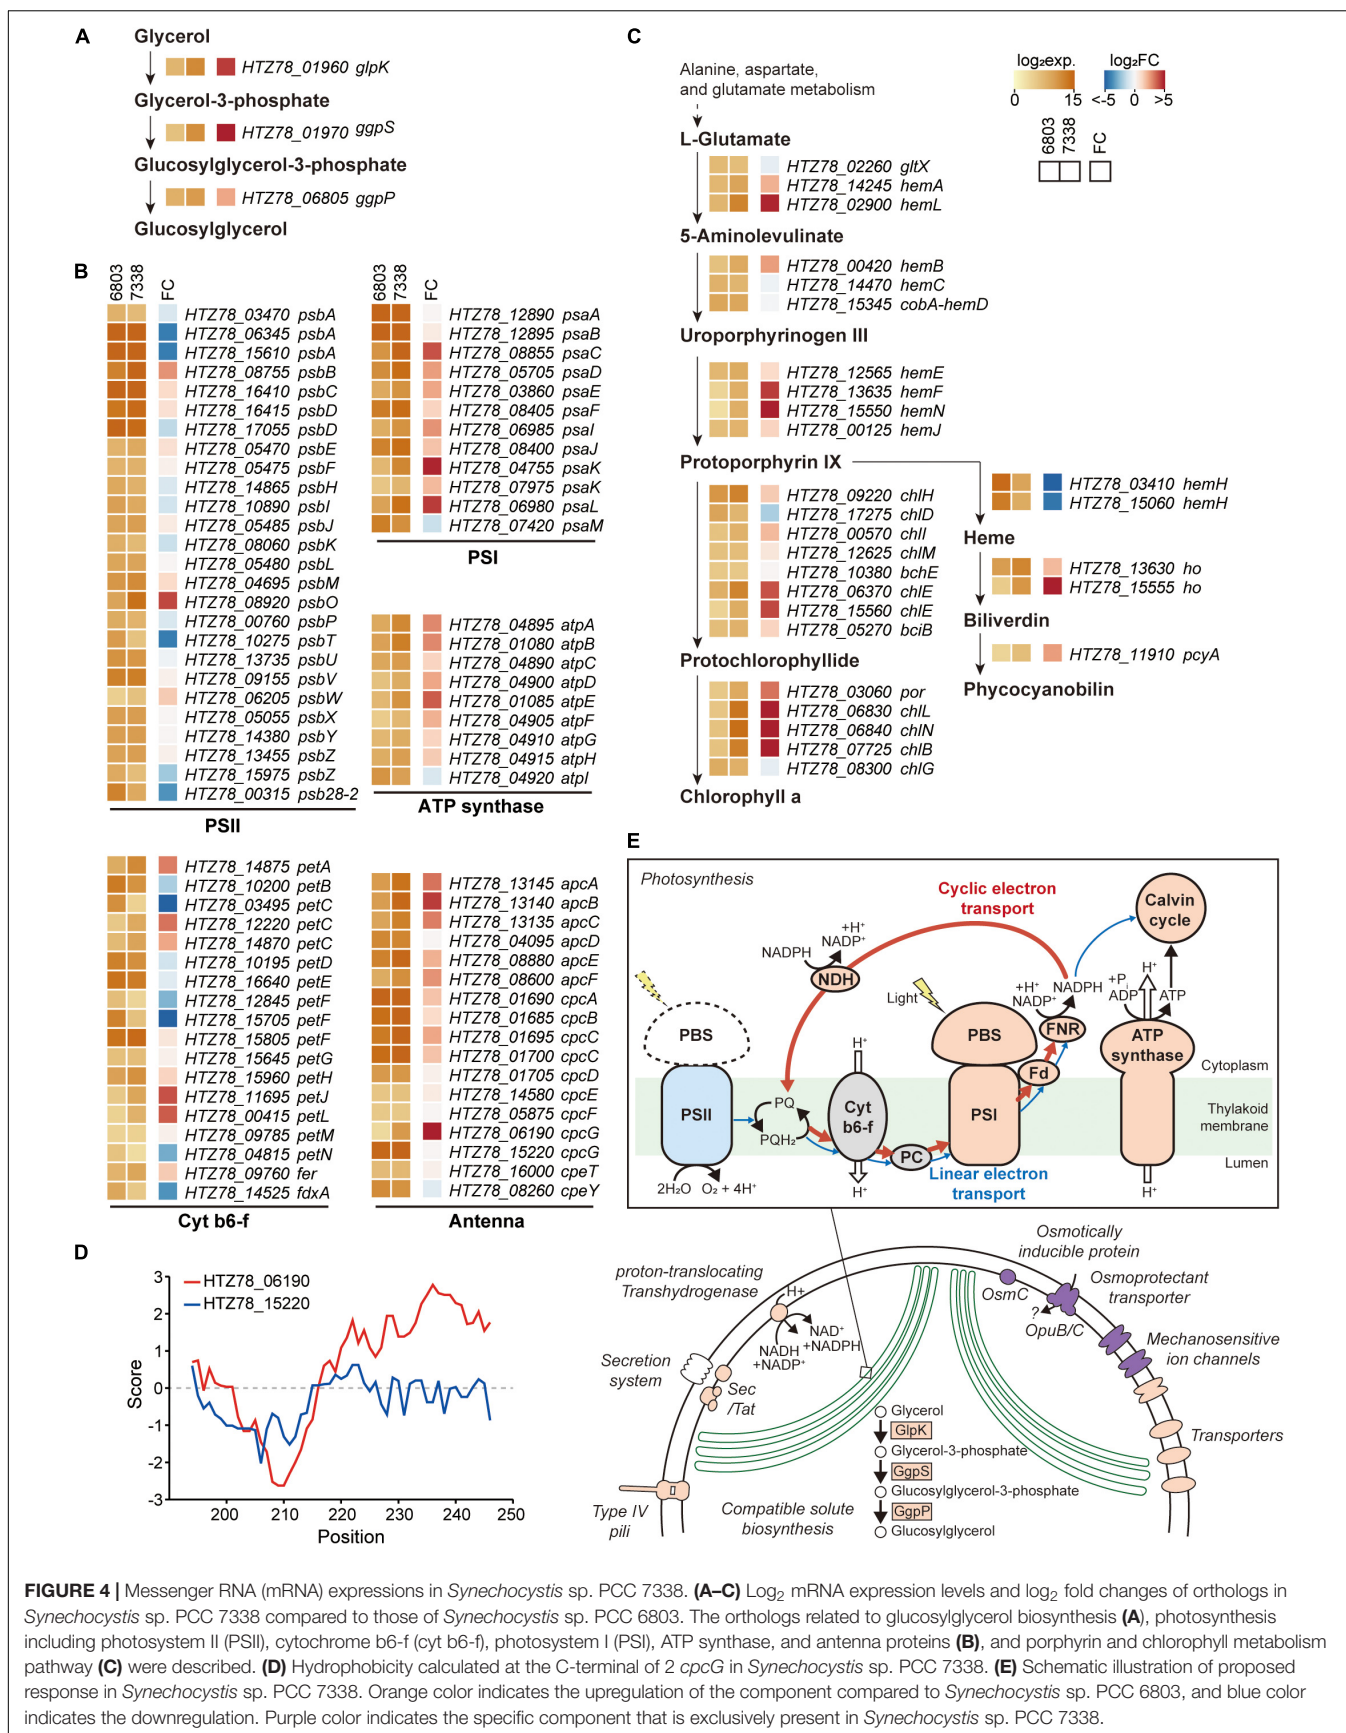 A
Glycerol
HTZ78_01960 glpK
Glycerol-3-phosphate
HTZ78_01970 ggpS
Glucosylglycerol-3-phosphate
HTZ78_06805 ggpP
Glucosylglycerol
B
6803
7338
FC
HTZ78_03470 psbA
HTZ78_06345 psbA
HTZ78_15610 psbA
HTZ78_08755 psbB
HTZ78_16410 psbC
HTZ78_16415 psbD
HTZ78_17055 psbD
HTZ78_05470 psbE
HTZ78_05475 psbF
HTZ78_14865 psbH
HTZ78_10890 psbI
HTZ78_05485 psbJ
HTZ78_08060 psbK
HTZ78_05480 psbL
HTZ78_04695 psbM
HTZ78_08920 psbO
HTZ78_00760 psbP
HTZ78_10275 psbT
HTZ78_13735 psbU
HTZ78_09155 psbV
HTZ78_06205 psbW
HTZ78_05055 psbX
HTZ78_14380 psbY
HTZ78_13455 psbZ
HTZ78_15975 psbZ
HTZ78_00315 psb28-2
PSII
6803
7338
FC
HTZ78_12890 psaA
HTZ78_12895 psaB
HTZ78_08855 psaC
HTZ78_05705 psaD
HTZ78_03860 psaE
HTZ78_08405 psaF
HTZ78_06985 psaI
HTZ78_08400 psaJ
HTZ78_04755 psaK
HTZ78_07975 psaK
HTZ78_06980 psaL
HTZ78_07420 psaM
PSI
HTZ78_04895 atpA
HTZ78_01080 atpB
HTZ78_04890 atpC
HTZ78_04900 atpD
HTZ78_01085 atpE
HTZ78_04905 atpF
HTZ78_04910 atpG
HTZ78_04915 atpH
HTZ78_04920 atpI
ATP synthase
HTZ78_14875 petA
HTZ78_10200 petB
HTZ78_03495 petC
HTZ78_12220 petC
HTZ78_14870 petC
HTZ78_10195 petD
HTZ78_16640 petE
HTZ78_12845 petF
HTZ78_15705 petF
HTZ78_15805 petF
HTZ78_15645 petG
HTZ78_15960 petH
HTZ78_11695 petJ
HTZ78_00415 petL
HTZ78_09785 petM
HTZ78_04815 petN
HTZ78_09760 fer
HTZ78_14525 fdxA
Cyt b6-f
HTZ78_13145 apcA
HTZ78_13140 apcB
HTZ78_13135 apcC
HTZ78_04095 apcD
HTZ78_08880 apcE
HTZ78_08600 apcF
HTZ78_01690 cpcA
HTZ78_01685 cpcB
HTZ78_01695 cpcC
HTZ78_01700 cpcC
HTZ78_01705 cpcD
HTZ78_14580 cpcE
HTZ78_05875 cpcF
HTZ78_06190 cpcG
HTZ78_15220 cpcG
HTZ78_16000 cpeT
HTZ78_08260 cpeY
Antenna
C
log₂exp.
0 15
log₂FC
<-5 0 >5
6803
7338
FC
Alanine, aspartate,
and glutamate metabolism
L-Glutamate
HTZ78_02260 gltX
HTZ78_14245 hemA
HTZ78_02900 hemL
5-Aminolevulinate
HTZ78_00420 hemB
HTZ78_14470 hemC
HTZ78_15345 cobA-hemD
Uroporphyrinogen III
HTZ78_12565 hemE
HTZ78_13635 hemF
HTZ78_15550 hemN
HTZ78_00125 hemJ
Protoporphyrin IX
HTZ78_09220 chlH
HTZ78_17275 chlD
HTZ78_00570 chlI
HTZ78_12625 chlM
HTZ78_10380 bchE
HTZ78_06370 chlE
HTZ78_15560 chlE
HTZ78_05270 bciB
Protochlorophyllide
HTZ78_03060 por
HTZ78_06830 chlL
HTZ78_06840 chlN
HTZ78_07725 chlB
HTZ78_08300 chlG
Chlorophyll a
HTZ78_03410 hemH
HTZ78_15060 hemH
Heme
HTZ78_13630 ho
HTZ78_15555 ho
Biliverdin
HTZ78_11910 pcyA
Phycocyanobilin
D
HTZ78_06190
HTZ78_15220
Score
3
2
1
0
-1
-2
-3
200 210 220 230 240 250
Position
E
Photosynthesis
Cyclic electron
transport
Calvin
cycle
NADPH
+H⁺
NADP⁺
NDH
Light
PBS
PBS
+H⁺
NADP⁺
NADPH
FNR
+Pi
ADP
H⁺
ATP
ATP
synthase
Cytoplasm
Thylakoid
membrane
Lumen
PSII
PQ
PQH₂
H⁺
Cyt
b6-f
H⁺
PC
PSI
Fd
H⁺
2H₂O
O₂ + 4H⁺
Linear electron
transport
proton-translocating
Transhydrogenase
H+
NAD⁺
+NADPH
NADH
+NADP⁺
Secretion
system
Sec
/Tat
Type IV
pili
Compatible solute
biosynthesis
Glycerol
GlpK
Glycerol-3-phosphate
GgpS
Glucosylglycerol-3-phosphate
GgpP
Glucosylglycerol
Osmotically
inducible protein
OsmC
Osmoprotectant
transporter
?
OpuB/C
Mechanosensitive
ion channels
Transporters
FIGURE 4 | Messenger RNA (mRNA) expressions in Synechocystis sp. PCC 7338. (A–C) Log₂ mRNA expression levels and log₂ fold changes of orthologs in
Synechocystis sp. PCC 7338 compared to those of Synechocystis sp. PCC 6803. The orthologs related to glucosylglycerol biosynthesis (A), photosynthesis
including photosystem II (PSII), cytochrome b6-f (cyt b6-f), photosystem I (PSI), ATP synthase, and antenna proteins (B), and porphyrin and chlorophyll metabolism
pathway (C) were described. (D) Hydrophobicity calculated at the C-terminal of 2 cpcG in Synechocystis sp. PCC 7338. (E) Schematic illustration of proposed
response in Synechocystis sp. PCC 7338. Orange color indicates the upregulation of the component compared to Synechocystis sp. PCC 6803, and blue color
indicates the downregulation. Purple color indicates the specific component that is exclusively present in Synechocystis sp. PCC 7338.